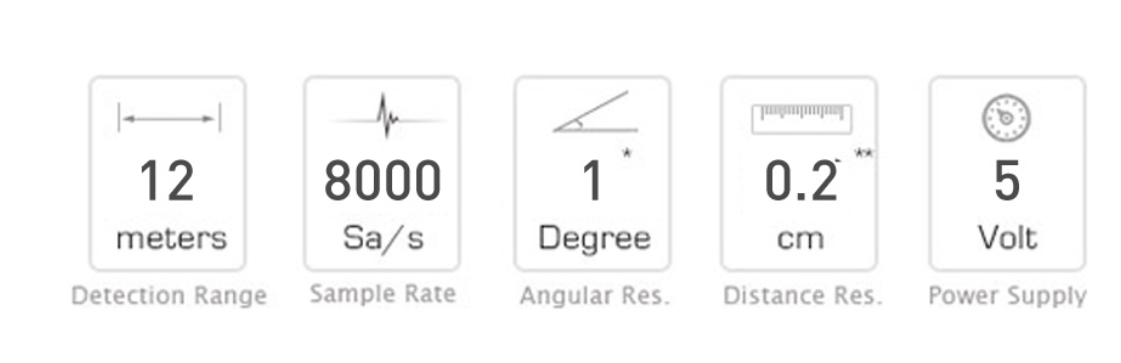 12
meters
Detection Range
8000
Sa/s
Sample Rate
1 *
Degree
Angular Res.
0.2 **
cm
Distance Res.
5
Volt
Power Supply